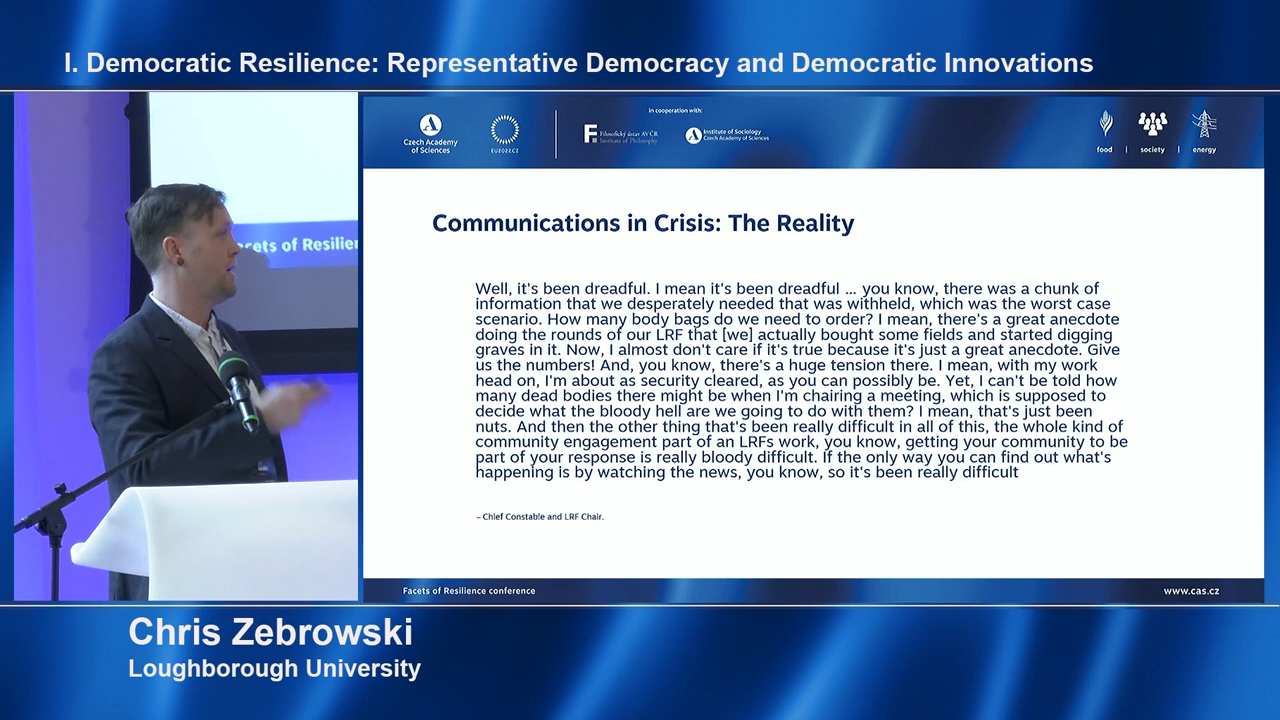 I. Democratic Resilience: Representative Democracy and Democratic Innovations
In cooperation with:
Czech Academy
of Sciences
EU2022.CZ
Filosofický ústav AV ČR
Institute of Philosophy
Institute of Sociology
Czech Academy of Sciences
food | society | energy
Communications in Crisis: The Reality
Well, it's been dreadful. I mean it's been dreadful ... you know, there was a chunk of
information that we desperately needed that was withheld, which was the worst case
scenario. How many body bags do we need to order? I mean, there's a great anecdote
doing the rounds of our LRF that [we] actually bought some fields and started digging
graves in it. Now, I almost don't care if it's true because it's just a great anecdote. Give
us the numbers! And, you know, there's a huge tension there. I mean, with my work
head on, I'm about as security cleared, as you can possibly be. Yet, I can't be told how
many dead bodies there might be when I'm chairing a meeting, which is supposed to
decide what the bloody hell are we going to do with them? I mean, that's just been
nuts. And then the other thing that's been really difficult in all of this, the whole kind of
community engagement part of an LRFs work, you know, getting your community to be
part of your response is really bloody difficult. If the only way you can find out what's
happening is by watching the news, you know, so it's been really difficult
– Chief Constable and LRF Chair.
Facets of Resilience conference
www.cas.cz
acets of Resilien
Chris Zebrowski
Loughborough University